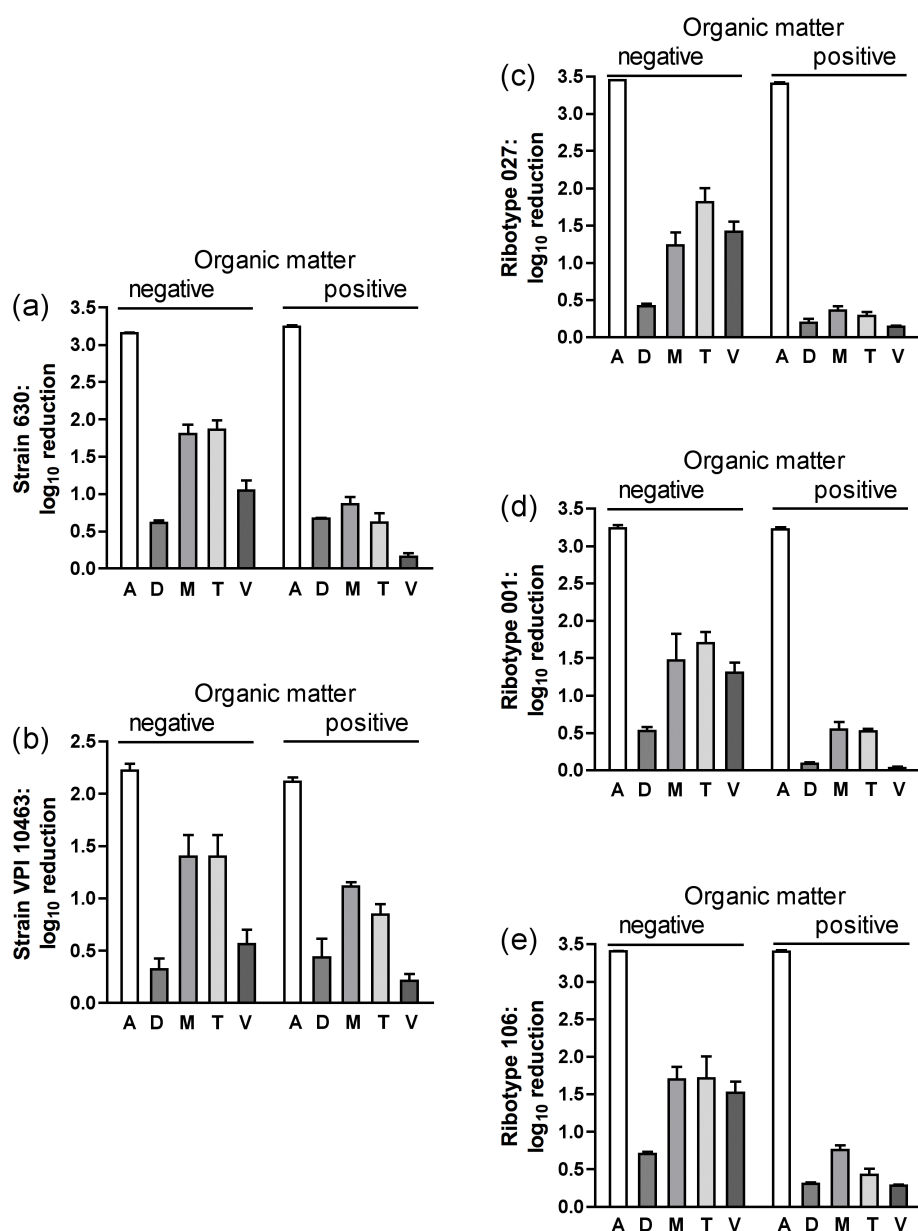 (a)
Organic matter
negative positive
Strain 630:
log10 reduction
3.5
3.0
2.5
2.0
1.5
1.0
0.5
0.0
A D M T V A D M T V
(b)
Organic matter
negative positive
Strain VPI 10463:
log10 reduction
2.5
2.0
1.5
1.0
0.5
0.0
A D M T V A D M T V
(c)
Organic matter
negative positive
Ribotype 027:
log10 reduction
3.5
3.0
2.5
2.0
1.5
1.0
0.5
0.0
A D M T V A D M T V
(d)
Organic matter
negative positive
Ribotype 001:
log10 reduction
3.5
3.0
2.5
2.0
1.5
1.0
0.5
0.0
A D M T V A D M T V
(e)
Organic matter
negative positive
Ribotype 106:
log10 reduction
3.5
3.0
2.5
2.0
1.5
1.0
0.5
0.0
A D M T V A D M T V